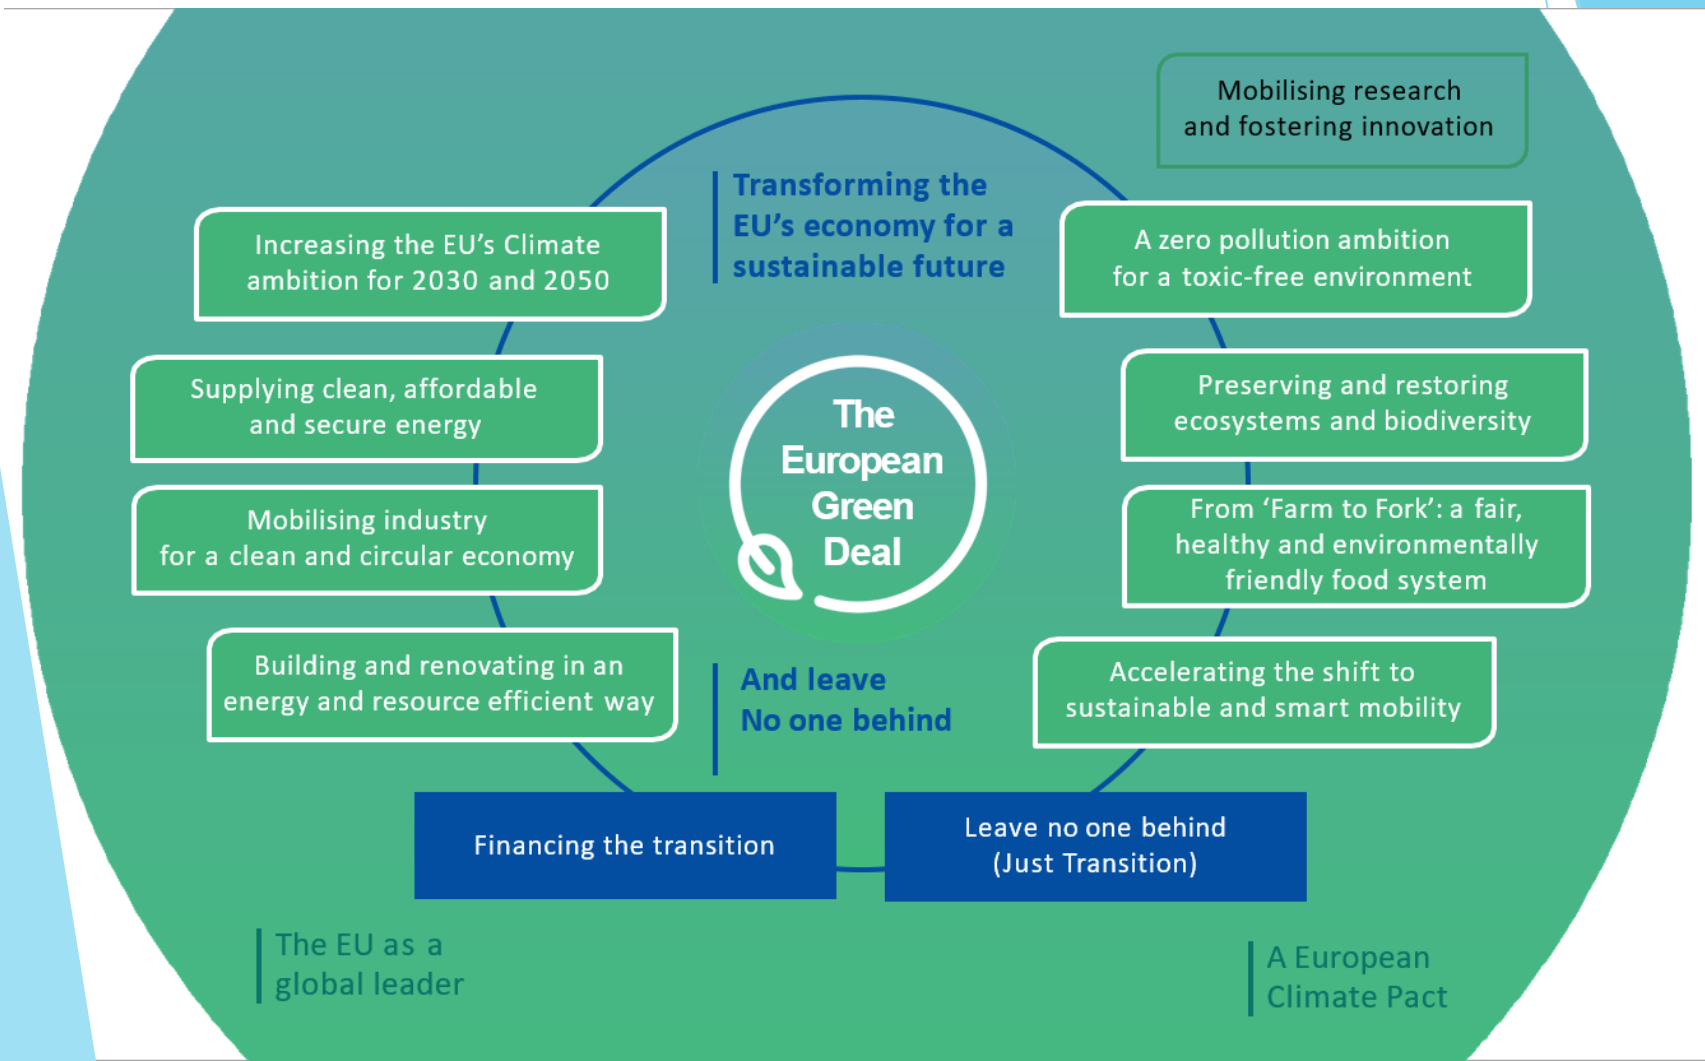 Mobilising research
and fostering innovation
Transforming the
EU's economy for a
sustainable future
Increasing the EU's Climate
ambition for 2030 and 2050
A zero pollution ambition
for a toxic-free environment
Supplying clean, affordable
and secure energy
Preserving and restoring
ecosystems and biodiversity
The
European
Green
Deal
Mobilising industry
for a clean and circular economy
From ‘Farm to Fork’: a fair,
healthy and environmentally
friendly food system
Building and renovating in an
energy and resource efficient way
And leave
No one behind
Accelerating the shift to
sustainable and smart mobility
Financing the transition
Leave no one behind
(Just Transition)
The EU as a
global leader
A European
Climate Pact